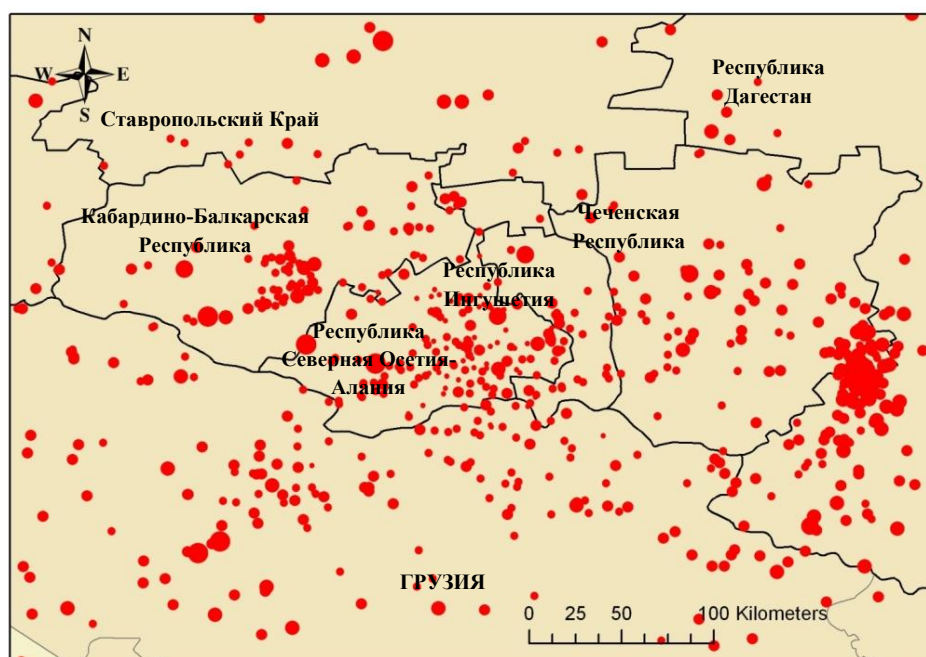 N
W E
S
Республика
Дагестан
Ставропольский Край
Кабардино-Балкарская
Республика
Чеченская
Республика
Республика
Ингушетия
Республика
Северная Осетия-
Алания
ГРУЗИЯ
0 25 50 100 Kilometers